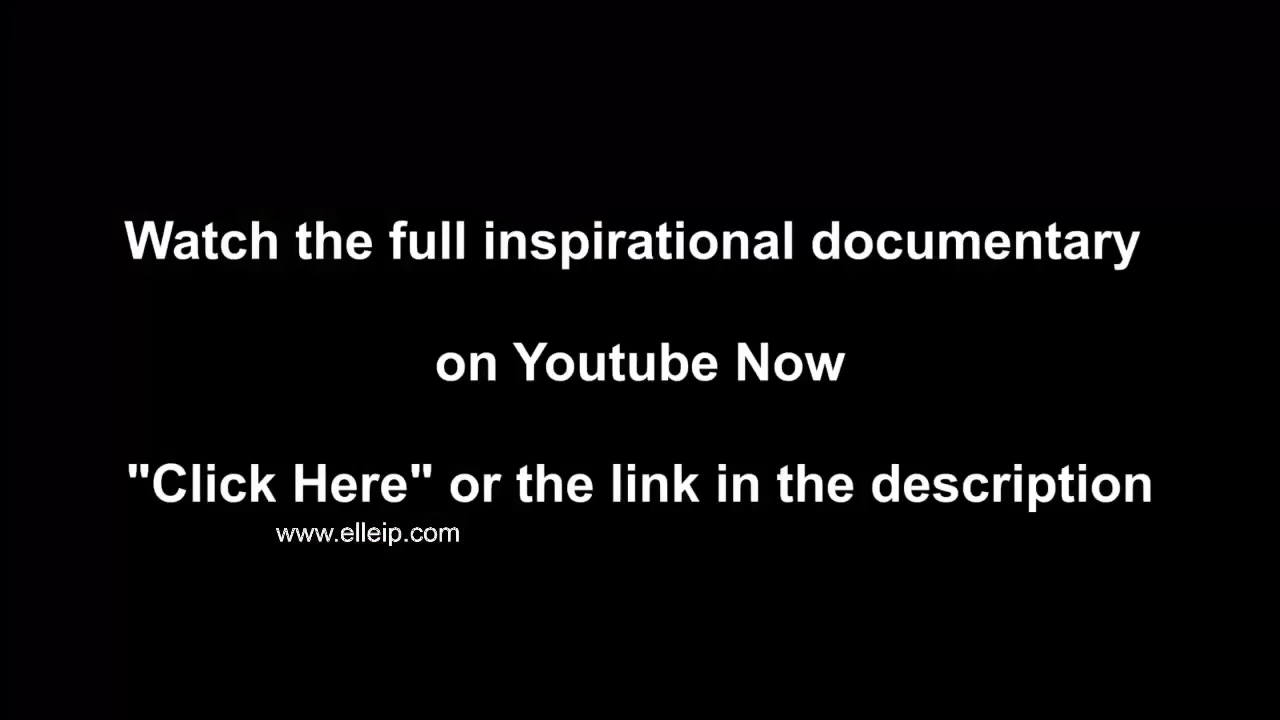 Watch the full inspirational documentary
on Youtube Now
"Click Here" or the link in the description
www.elleip.com